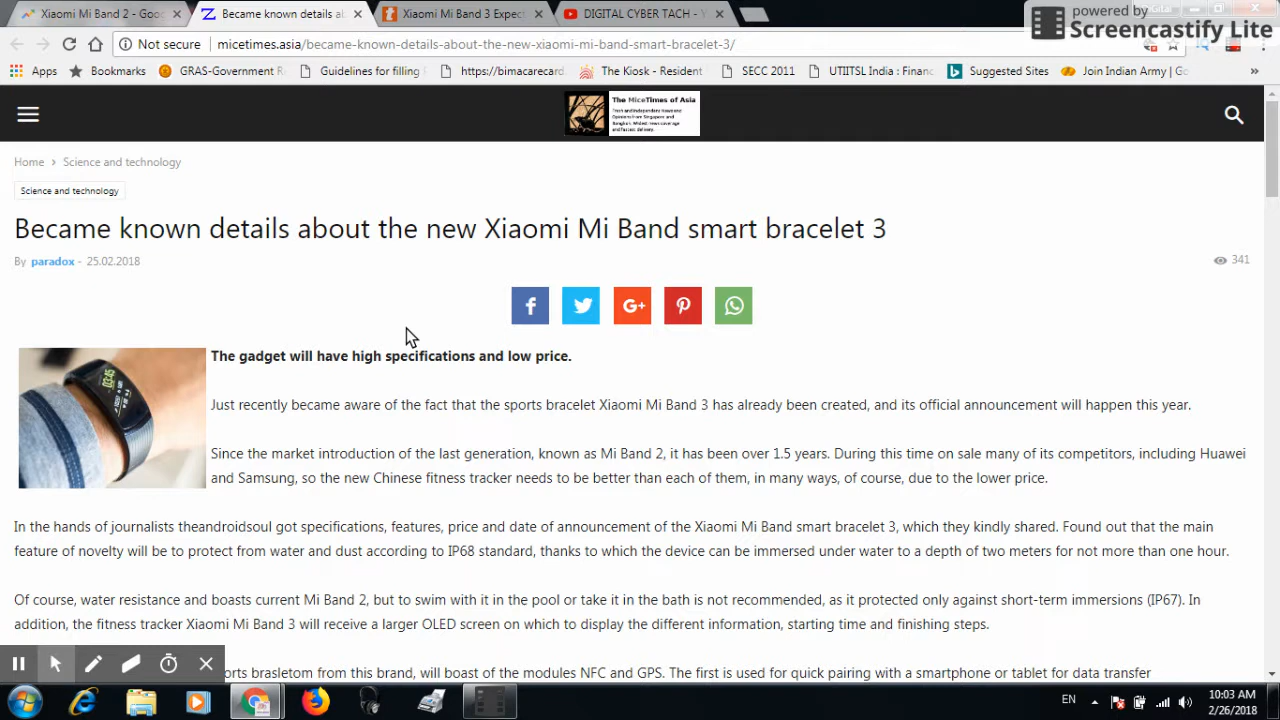 powered by
Screencastify Lite
Xiaomi Mi Band 2 - Goo
Became known details a
Xiaomi Mi Band 3 Expec
DIGITAL CYBER TACH - Y
Not secure
micetimes.asia/became-known-details-about-the-new-xiaomi-mi-band-smart-bracelet-3/
Apps
Bookmarks
GRAS-Government R
Guidelines for filling
https://bimacarecard.
The Kiosk - Resident
SECC 2011
UTIITSL India : Financ
Suggested Sites
Join Indian Army | Go
»
The MiceTimes of Asia
Home > Science and technology
Science and technology
Became known details about the new Xiaomi Mi Band smart bracelet 3
By paradox - 25.02.2018
341
The gadget will have high specifications and low price.
Just recently became aware of the fact that the sports bracelet Xiaomi Mi Band 3 has already been created, and its official announcement will happen this year.
Since the market introduction of the last generation, known as Mi Band 2, it has been over 1.5 years. During this time on sale many of its competitors, including Huawei
and Samsung, so the new Chinese fitness tracker needs to be better than each of them, in many ways, of course, due to the lower price.
In the hands of journalists theandroidsoul got specifications, features, price and date of announcement of the Xiaomi Mi Band smart bracelet 3, which they kindly shared. Found out that the main
feature of novelty will be to protect from water and dust according to IP68 standard, thanks to which the device can be immersed under water to a depth of two meters for not more than one hour.
Of course, water resistance and boasts current Mi Band 2, but to swim with it in the pool or take it in the bath is not recommended, as it protected only against short-term immersions (IP67). In
addition, the fitness tracker Xiaomi Mi Band 3 will receive a larger OLED screen on which to display the different information, starting time and finishing steps.
ports brasletom from this brand, will boast of the modules NFC and GPS. The first is used for quick pairing with a smartphone or tablet for data transfer
EN
10:03 AM
2/26/2018